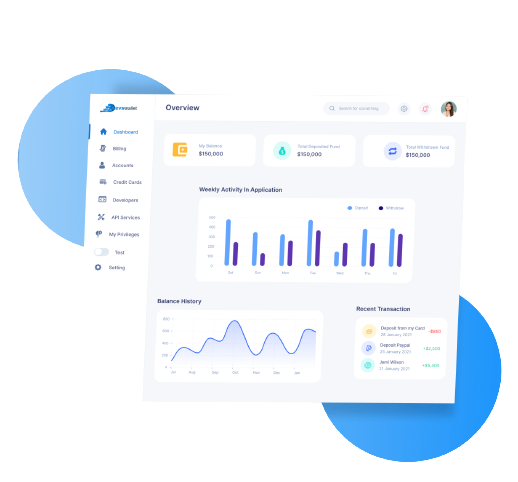 Overview
Search for something
Dashboard
Billing
Accounts
Credit Cards
Developers
API Services
My Privileges
Test
Setting
My Balance
$150,000
Total Deposited Fund
$150,000
Total Withdraw Fund
$150,000
Weekly Activity In Application
Deposit
Withdraw
500
400
300
200
100
0
Sat
Sun
Mon
Tue
Wed
Thu
Fri
Balance History
800
600
400
200
0
Jul
Aug
Sep
Oct
Nov
Dec
Jan
Recent Transaction
Deposit from my Card
28 January 2021
-$850
Deposit Paypal
25 January 2021
+$2,500
Jemi Wilson
21 January 2021
+$5,400